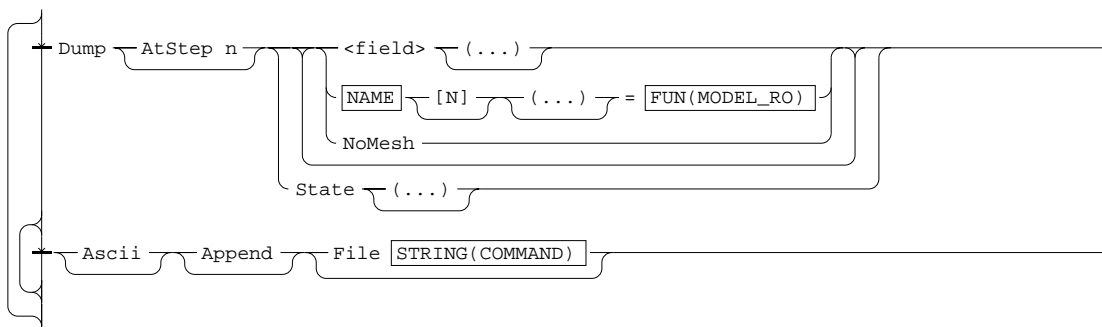 Dump AtStep n <field> (...)
NAME [N] (...) = FUN(MODEL_RO)
NoMesh
State (...)
Ascii Append File STRING(COMMAND)